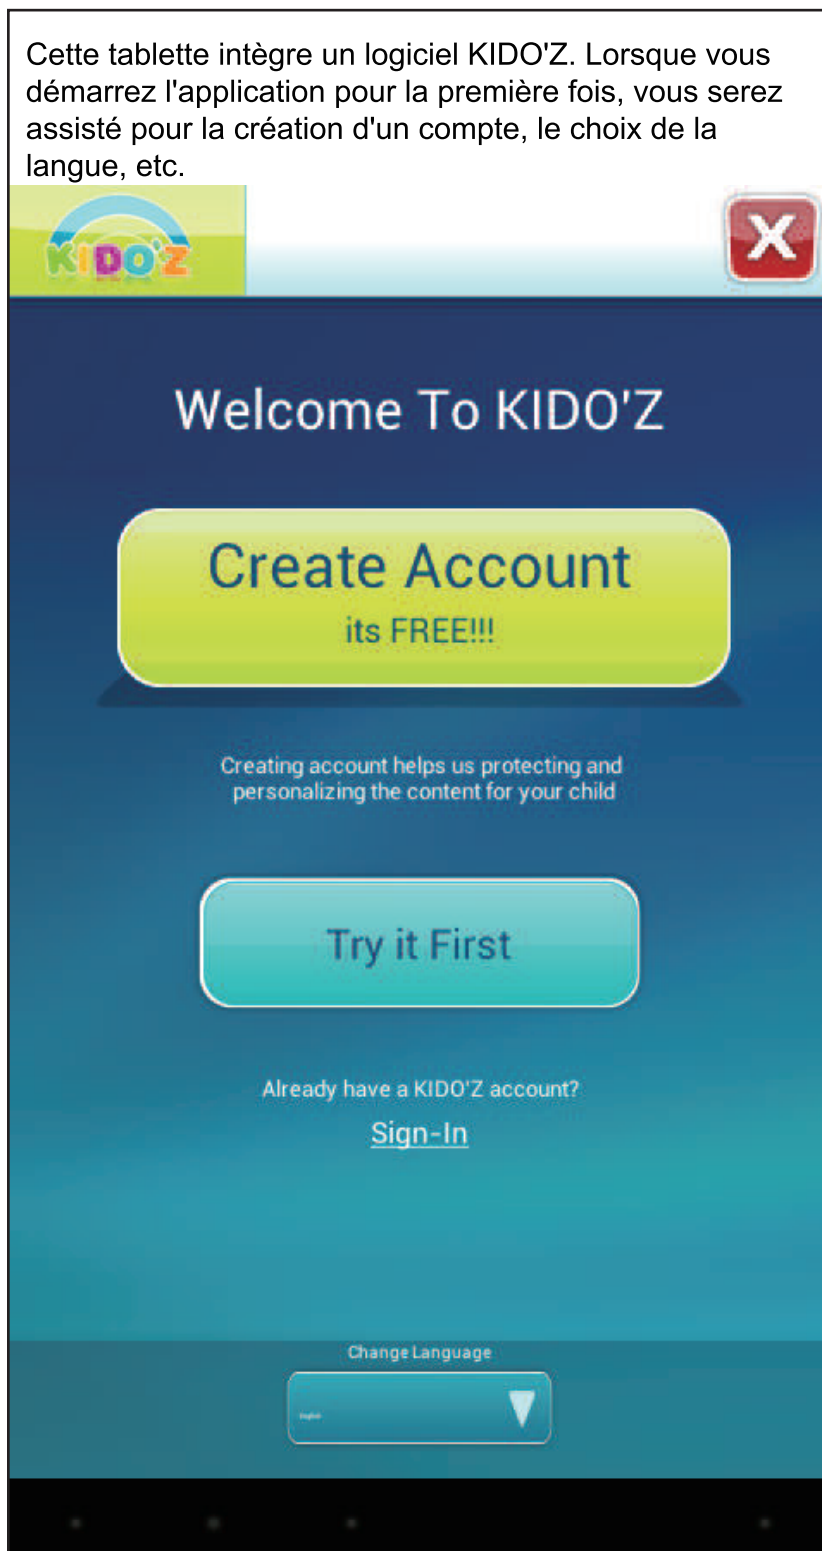 Cette tablette intègre un logiciel KIDO'Z. Lorsque vous
démarrez l'application pour la première fois, vous serez
assisté pour la création d'un compte, le choix de la
langue, etc.
KIDO'Z
X
Welcome To KIDO'Z
Create Account
its FREE!!!
Creating account helps us protecting and
personalizing the content for your child
Try it First
Already have a KIDO'Z account?
Sign-In
Change Language
English